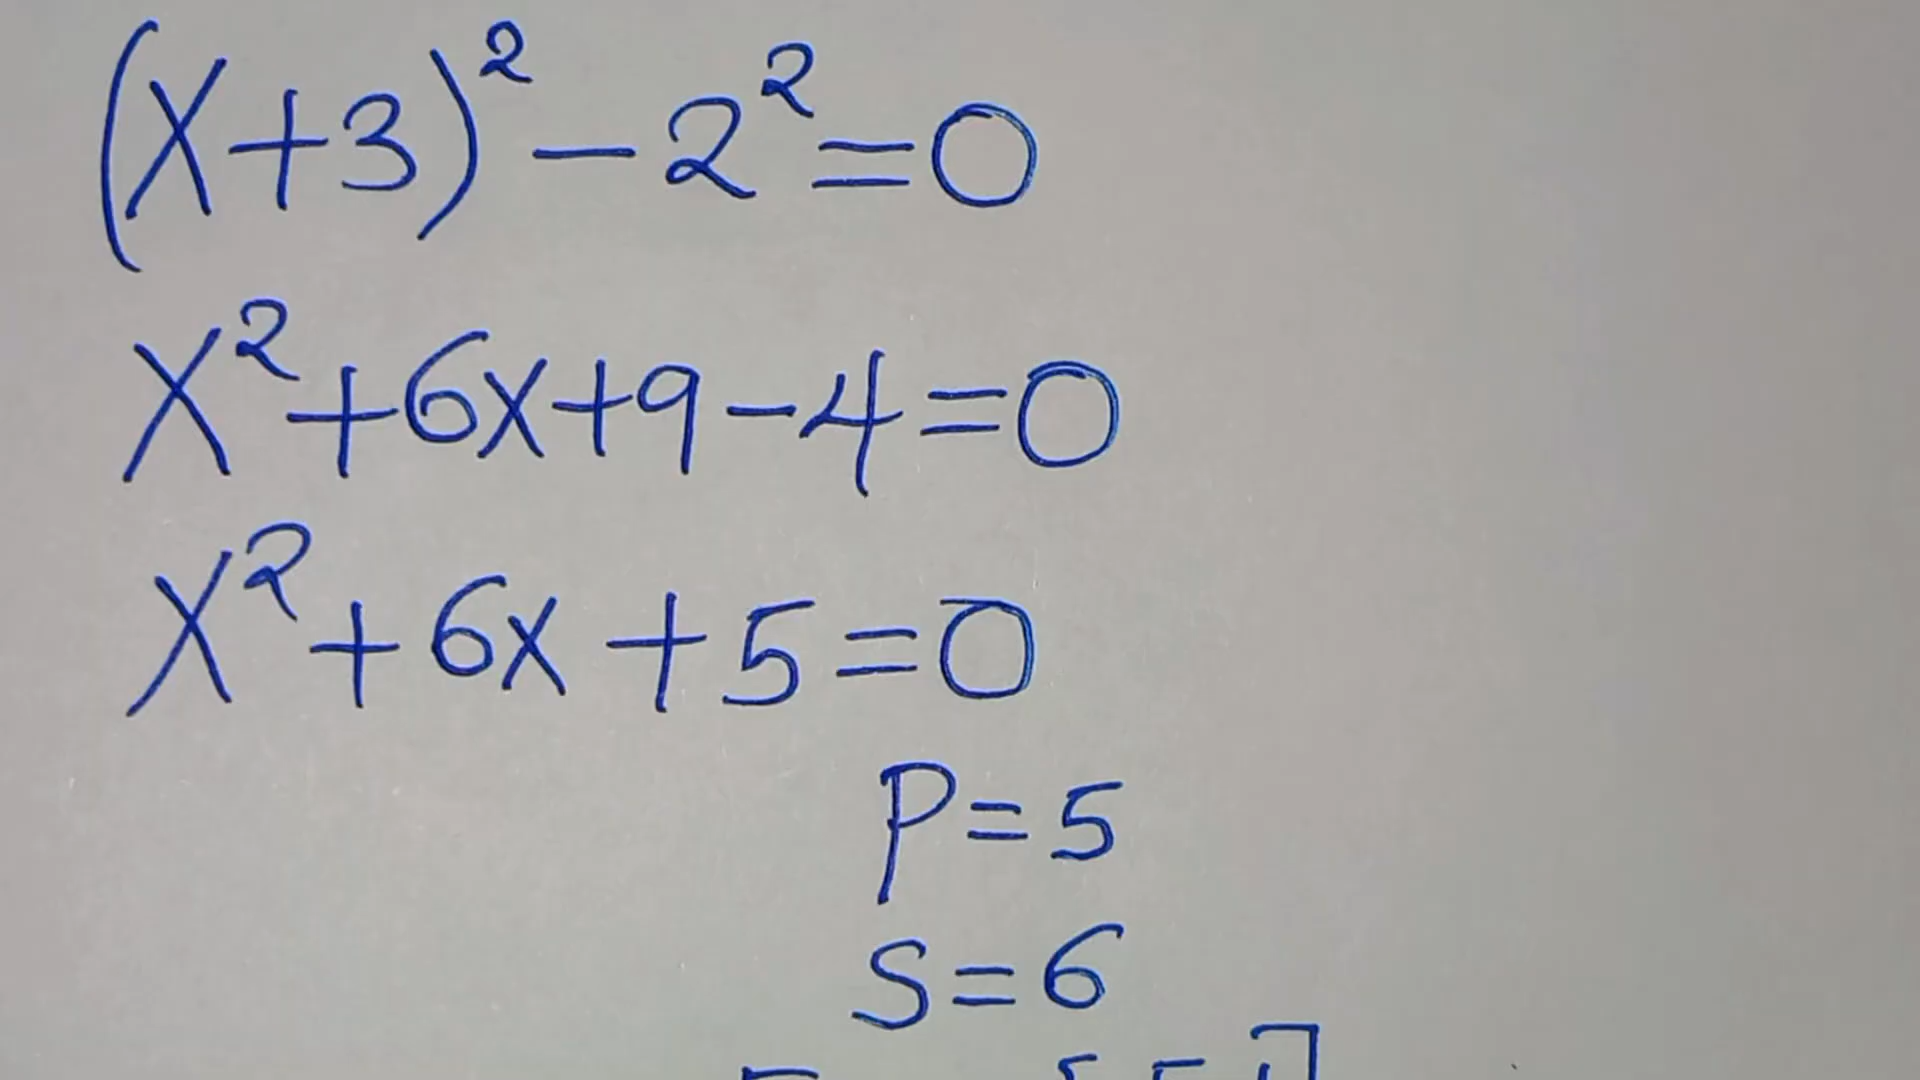 (x+3)² - 2² = 0
x² + 6x + 9 - 4 = 0
x² + 6x + 5 = 0
P = 5
S = 6